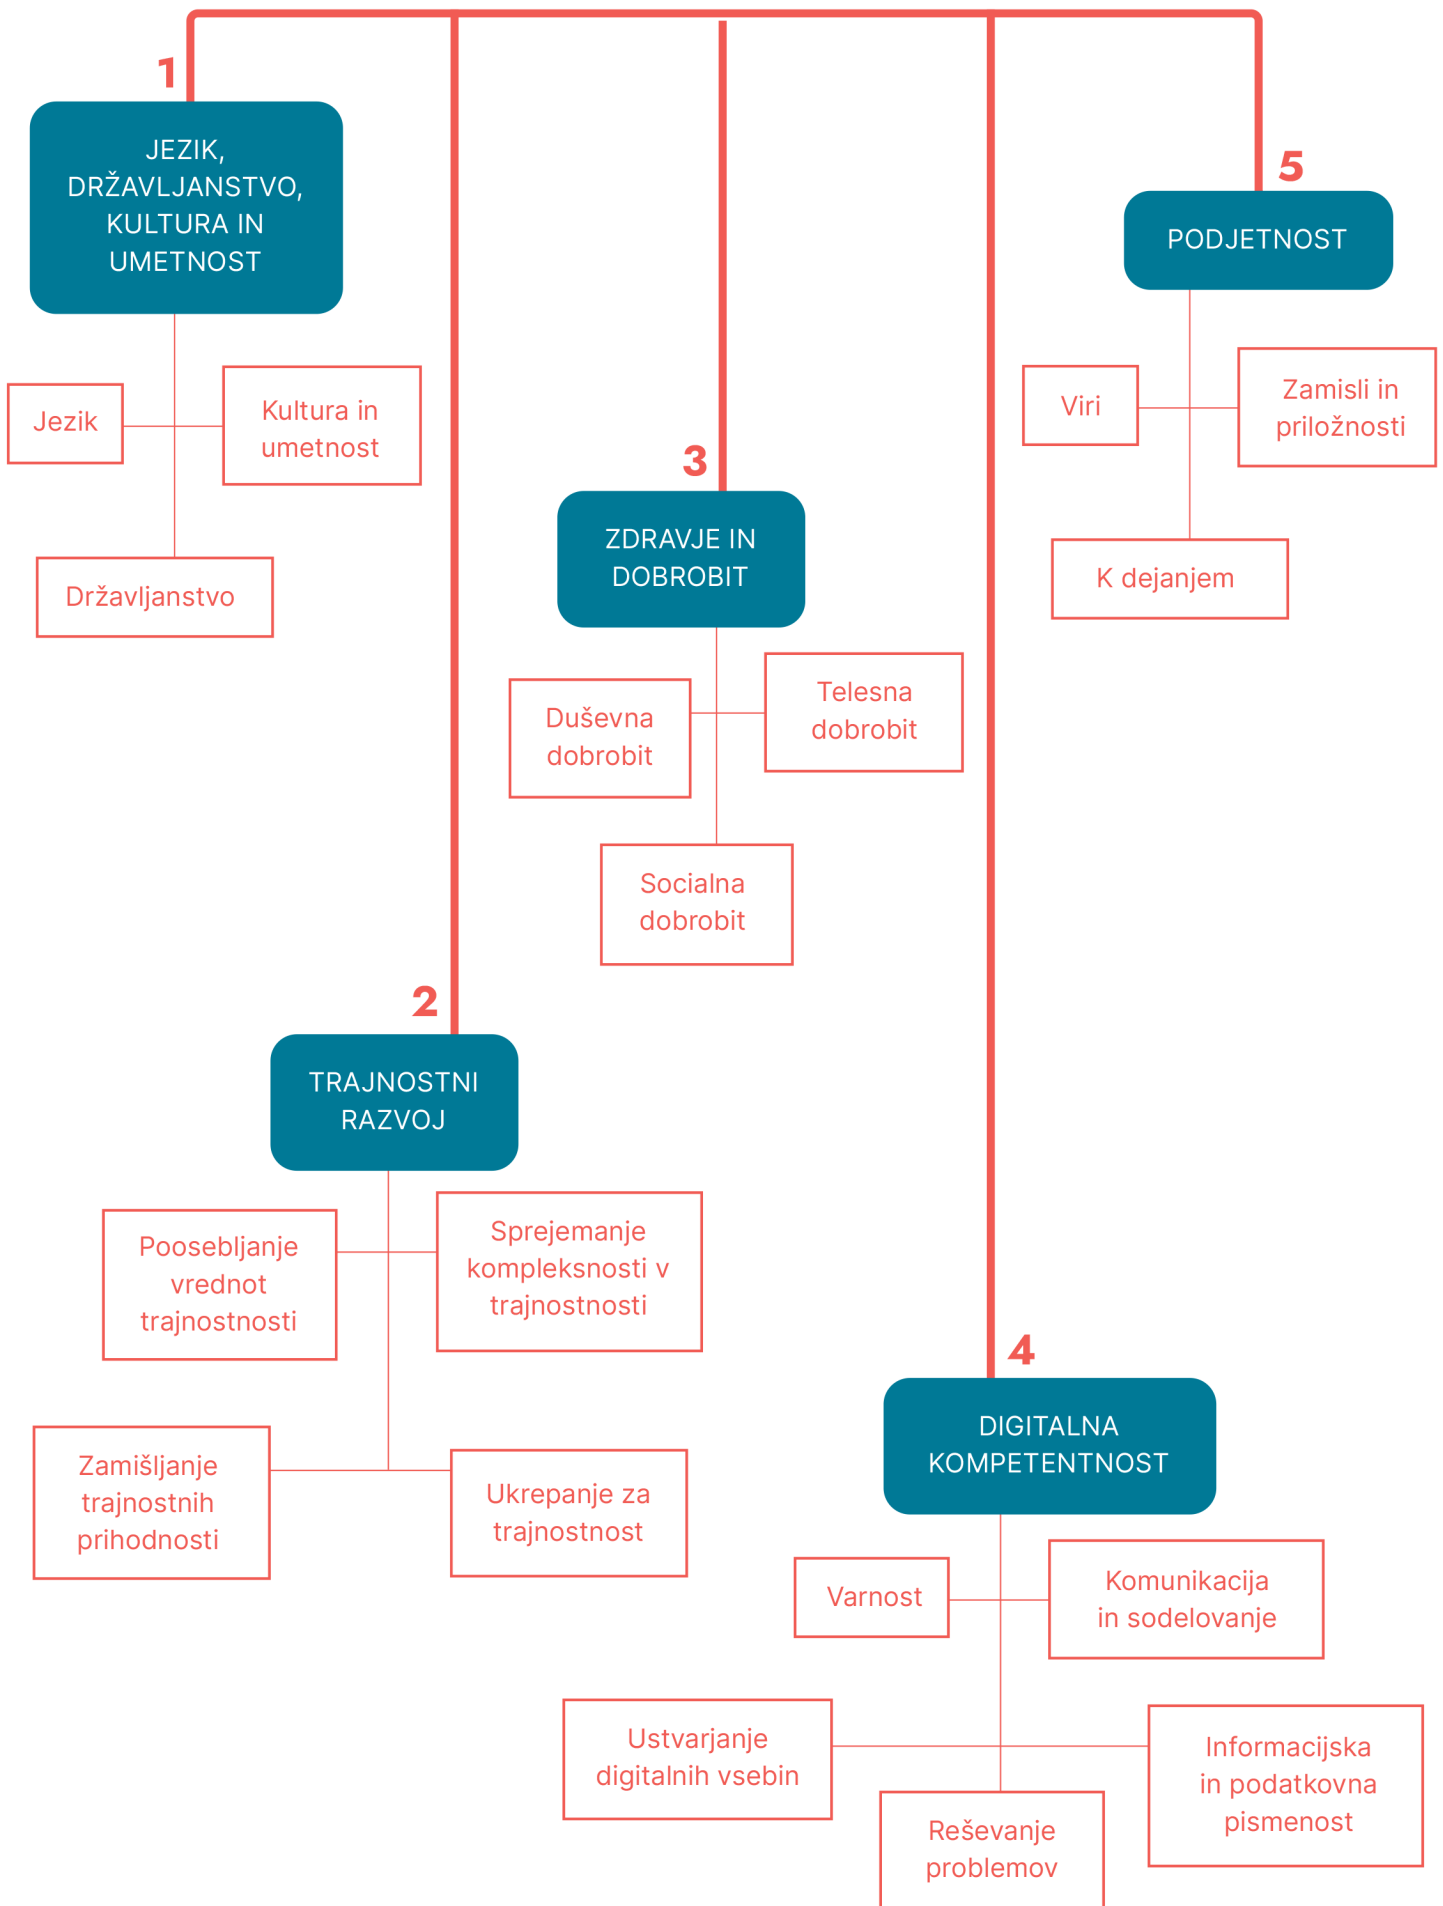 1
JEZIK,
DRŽAVLJANSTVO,
KULTURA IN
UMETNOST
Jezik
Kultura in
umetnost
Državljanstvo
2
TRAJNOSTNI
RAZVOJ
Poosebljanje
vrednot
trajnostnosti
Sprejemanje
kompleksnosti v
trajnostnosti
Zamišljanje
trajnostnih
prihodnosti
Ukrepanje za
trajnostnost
3
ZDRAVJE IN
DOBROBIT
Duševna
dobrobit
Telesna
dobrobit
Socialna
dobrobit
4
DIGITALNA
KOMPETENTNOST
Varnost
Komunikacija
in sodelovanje
Ustvarjanje
digitalnih vsebin
Informacijska
in podatkovna
pismenost
Reševanje
problemov
5
PODJETNOST
Viri
Zamisli in
priložnosti
K dejanjem